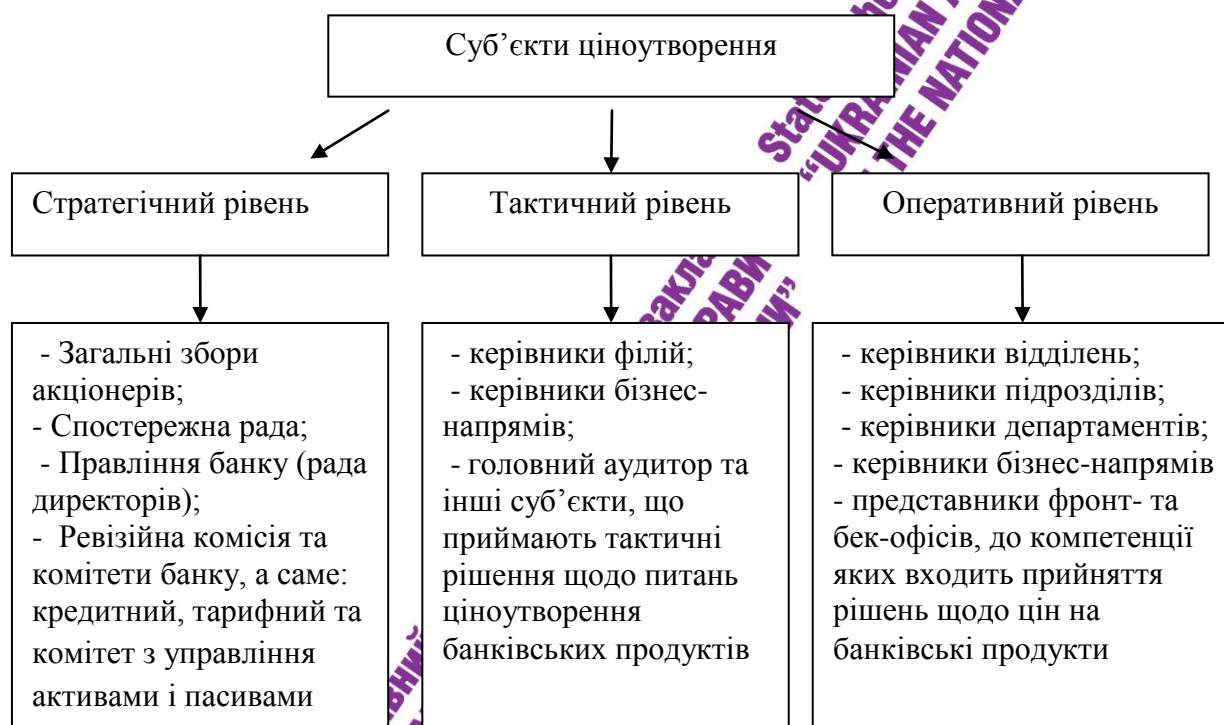 Суб’єкти ціноутворення
Стратегічний рівень
Тактичний рівень
Оперативний рівень
- Загальні збори
акціонерів;
- Спостережна рада;
- Правління банку (рада
директорів);
- Ревізійна комісія та
комітети банку, а саме:
кредитний, тарифний та
комітет з управління
активами і пасивами
- керівники філій;
- керівники бізнес-
напрямів;
- головний аудитор та
інші суб’єкти, що
приймають тактичні
рішення щодо питань
ціноутворення
банківських продуктів
- керівники відділень;
- керівники підрозділів;
- керівники департаментів;
- керівники бізнес-напрямів
- представники фронт- та
бек-офісів, до компетенції
яких входить прийняття
рішень щодо цін на
банківські продукти
“UKRAINIAN
THE NATION